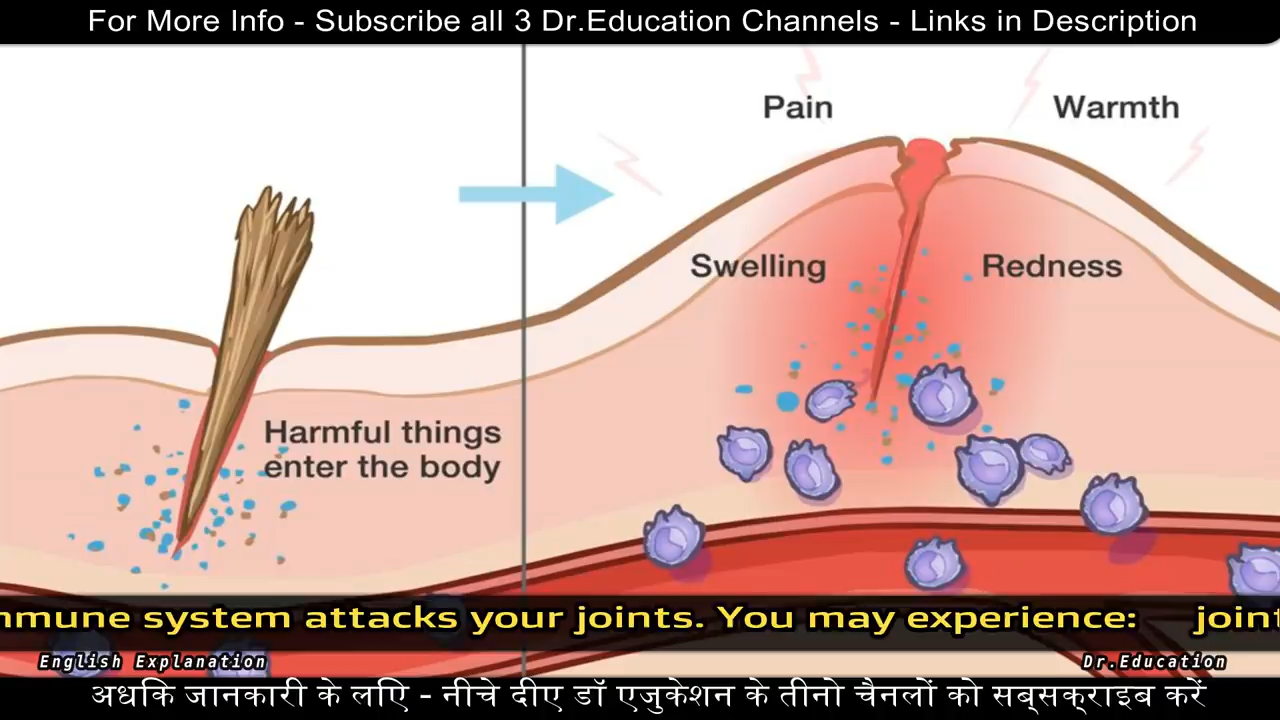 For More Info - Subscribe all 3 Dr.Education Channels - Links in Description
Pain
Warmth
Swelling
Redness
Harmful things
enter the body
system attacks your joints. You may experience:
English Explanation
Dr.Education
अधकि जानकारी के लएि – नीचे दीए डॉ एजुकेशन के तीनो चैनलों को सब्सक्राइब करें